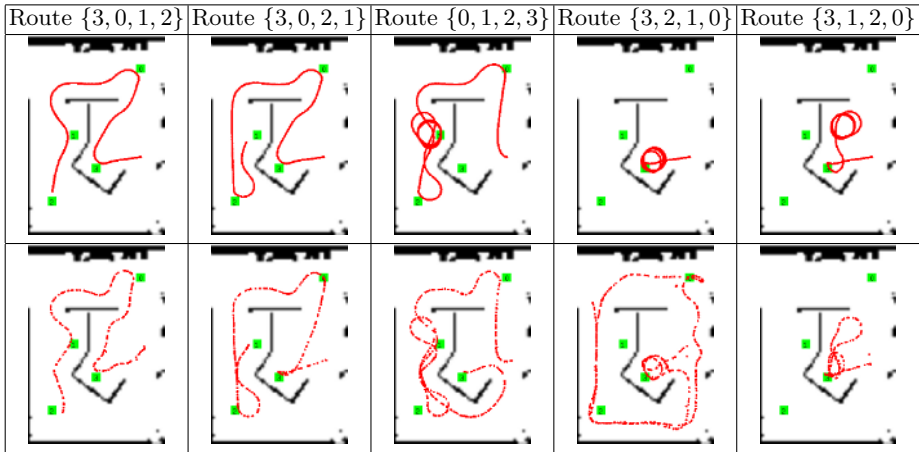 Route {3, 0, 1, 2} Route {3, 0, 2, 1} Route {0, 1, 2, 3} Route {3, 2, 1, 0} Route {3, 1, 2, 0}